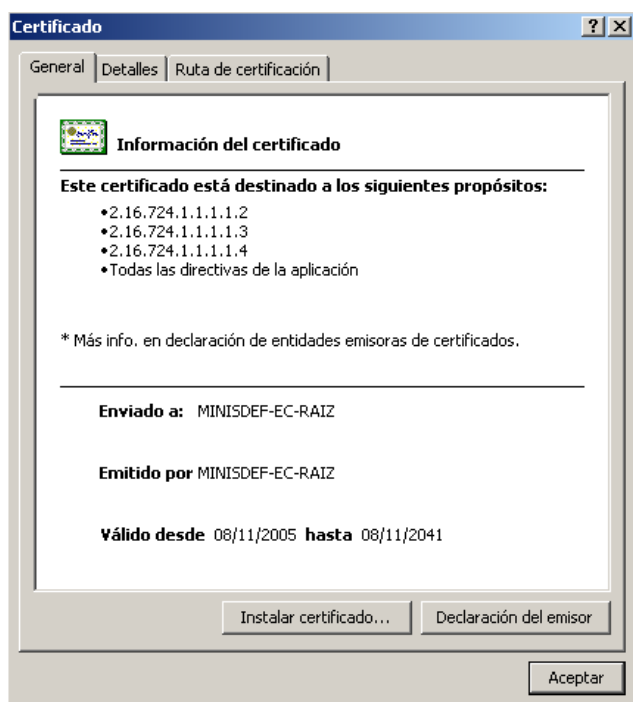 Certificado
General
Detalles
Ruta de certificación
Información del certificado
Este certificado está destinado a los siguientes propósitos:
•2.16.724.1.1.1.1.2
•2.16.724.1.1.1.1.3
•2.16.724.1.1.1.1.4
•Todas las directivas de la aplicación
* Más info. en declaración de entidades emisoras de certificados.
Enviado a: MINISDEF-EC-RAIZ
Emitido por MINISDEF-EC-RAIZ
Válido desde 08/11/2005 hasta 08/11/2041
Instalar certificado...
Declaración del emisor
Aceptar